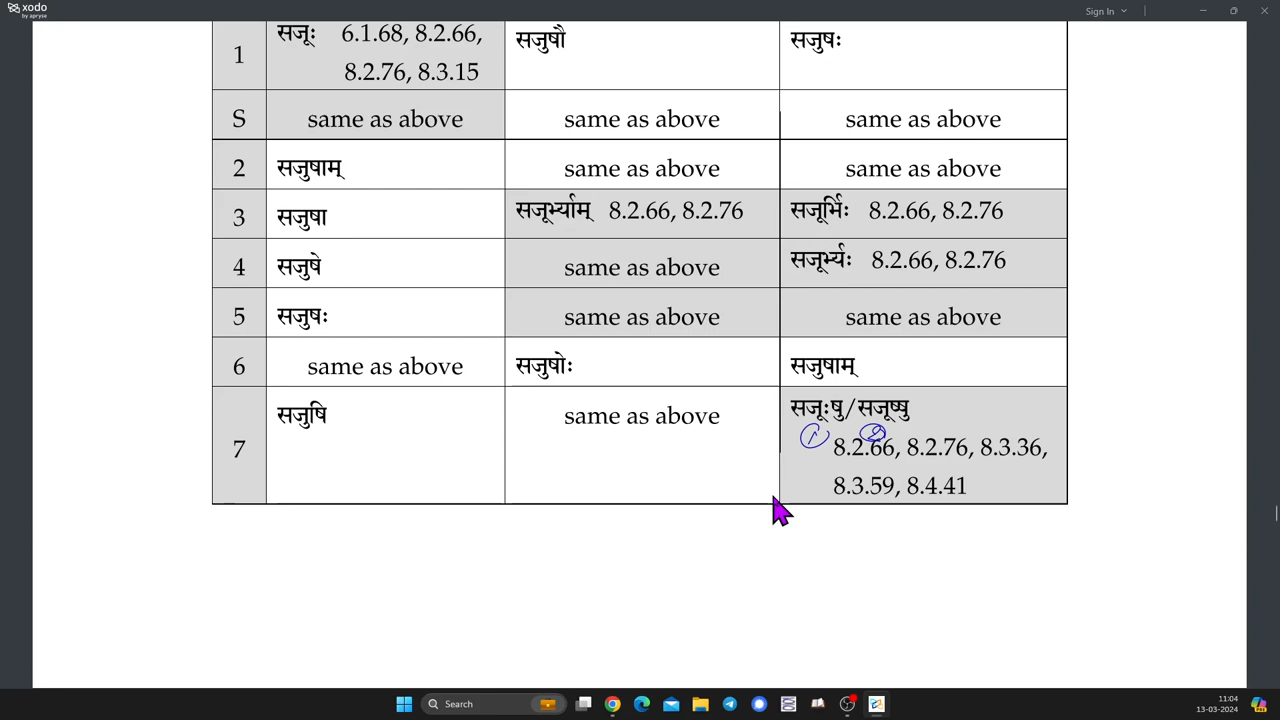 xodo
by apryse
Sign In
1 सजूः 6.1.68, 8.2.66, सजुषौ सजुषः
8.2.76, 8.3.15
S same as above same as above same as above
2 सजुषाम् same as above same as above
3 सजुषा सजूर्भ्याम् 8.2.66, 8.2.76 सजूर्भिः 8.2.66, 8.2.76
4 सजुषे same as above सजूर्भ्यः 8.2.66, 8.2.76
5 सजुषः same as above same as above
6 same as above सजुषोः सजुषाम्
7 सजुषि same as above सजूःषु/सजूष्षु
1 2
8.2.66, 8.2.76, 8.3.36,
8.3.59, 8.4.41
Search
11:04
13-03-2024